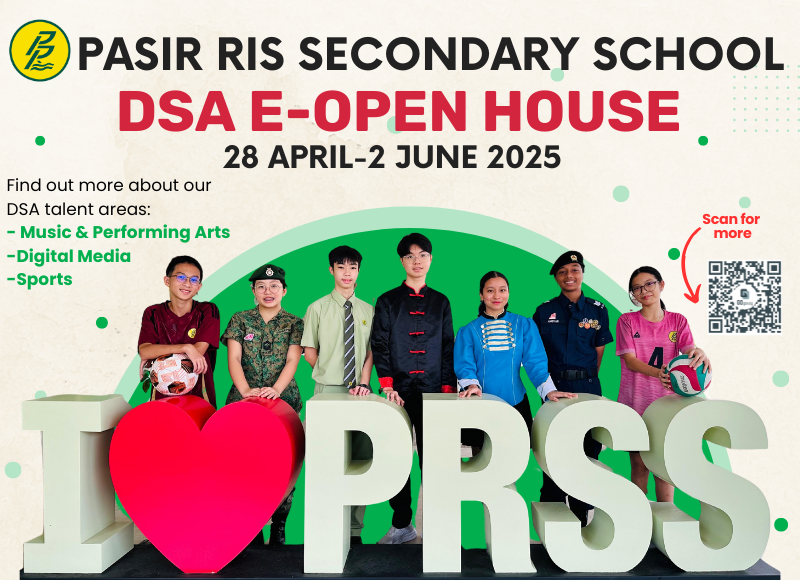 PASIR RIS SECONDARY SCHOOL
DSA E-OPEN HOUSE
28 APRIL-2 JUNE 2025
Find out more about our
DSA talent areas:
- Music & Performing Arts
-Digital Media
-Sports
Scan for
more
4
I PRSS